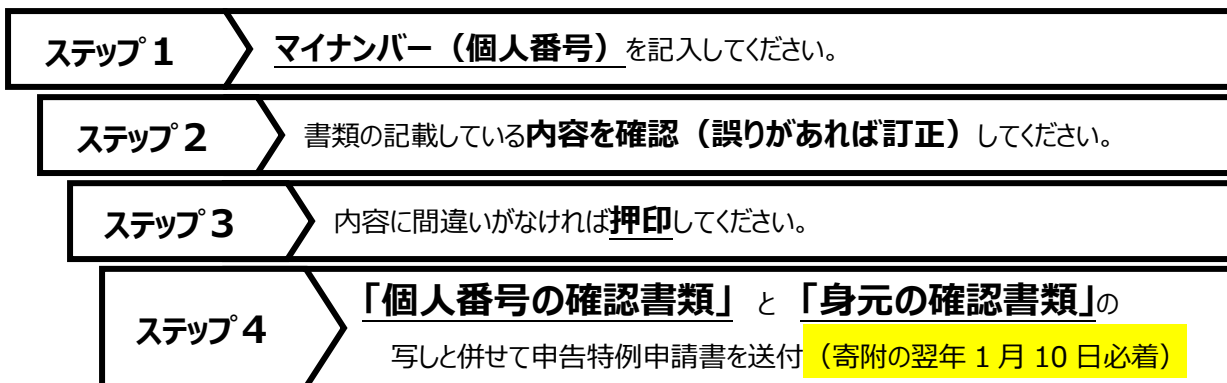 ステップ 1 マイナンバー（個人番号）を記入してください。
ステップ 2 書類の記載している内容を確認（誤りがあれば訂正）してください。
ステップ 3 内容に間違いがなければ押印してください。
ステップ 4 「個人番号の確認書類」 と 「身元の確認書類」の
写しと併せて申告特例申請書を送付（寄附の翌年 1 月 10 日必着）